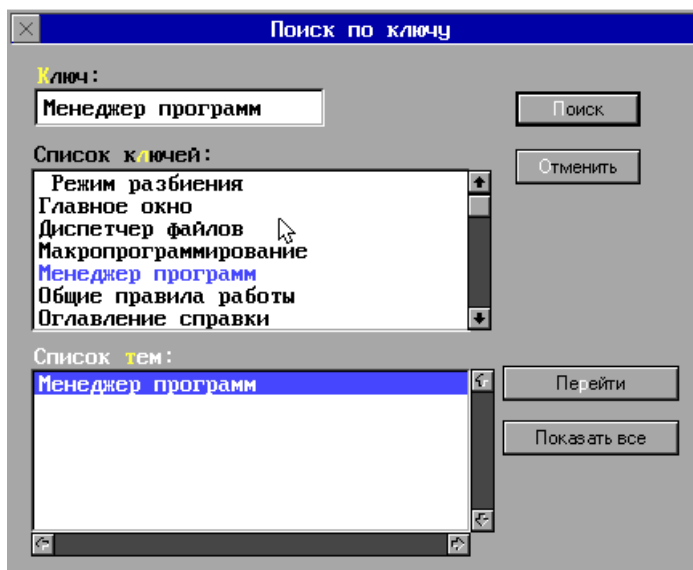 Поиск по ключу
Ключ:
Менеджер программ
Поиск
Список ключей:
Отменить
Режим разбиения
Главное окно
Диспетчер файлов
Макропрограммирование
Менеджер программ
Общие правила работы
Оглавление справки
Список тем:
Менеджер программ
Перейти
Показать все